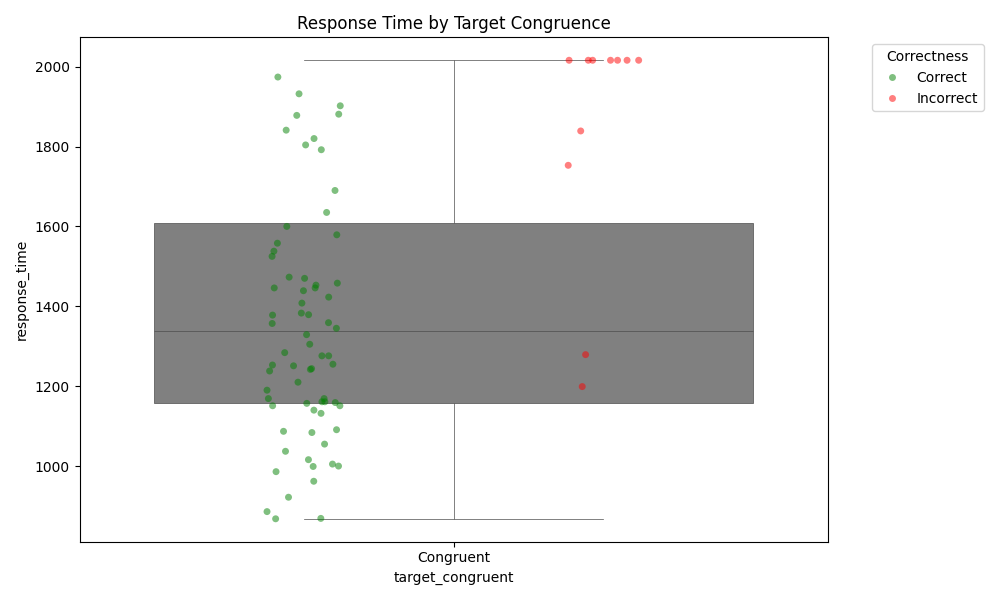 Response Time by Target Congruence
Correctness
Correct
Incorrect
response_time
2000
1800
1600
1400
1200
1000
Congruent
target_congruent